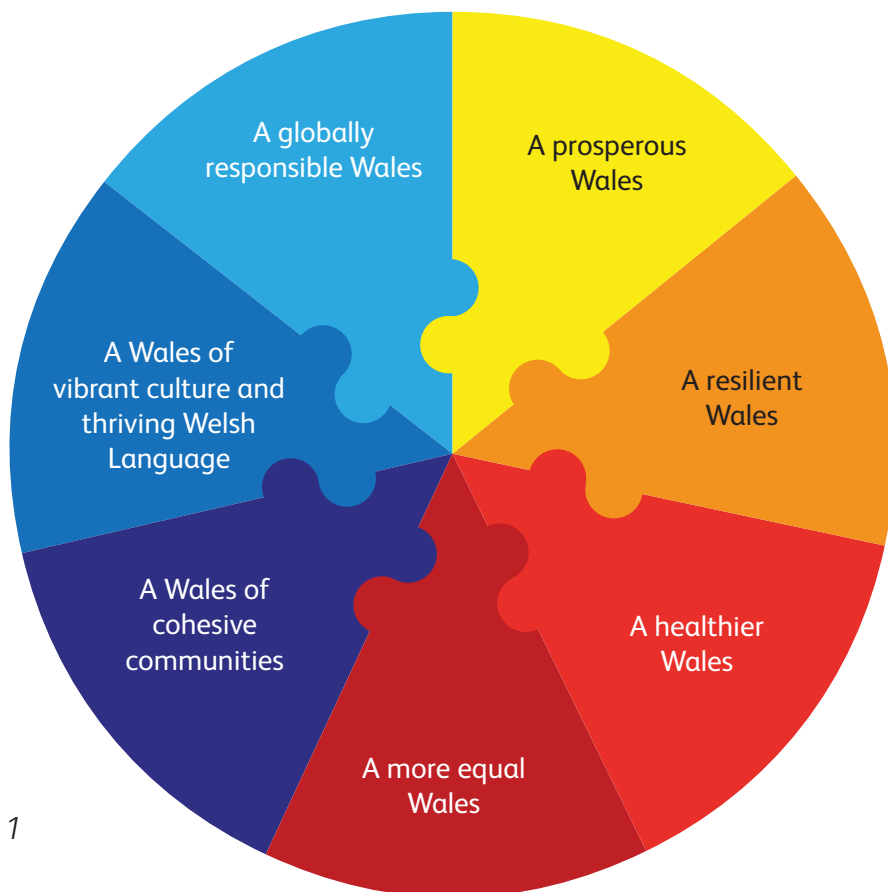 A globally
responsible Wales
A prosperous
Wales
A resilient
Wales
A healthier
Wales
A more equal
Wales
A Wales of
cohesive
communities
A Wales of
vibrant culture and
thriving Welsh
Language
1